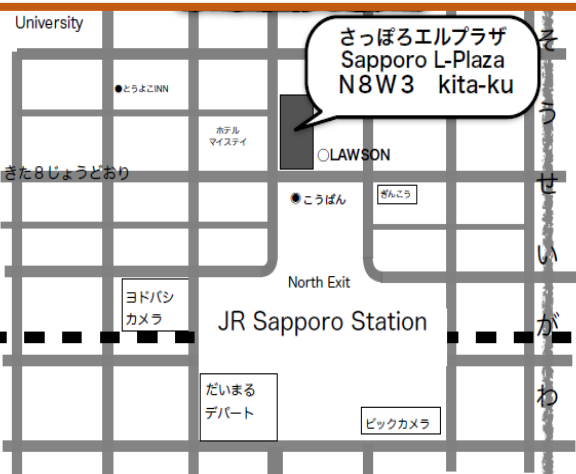 University
さっぽろエルプラザ
Sapporo L-Plaza
N8W3 kita-ku
●とうよこINN
ホテル
マイステイ
○LAWSON
きた8じょうどおり
●こうばん
ぎんこう
North Exit
ヨドバシ
カメラ
JR Sapporo Station
だいまる
デパート
ビックカメラ
そうせいがわ